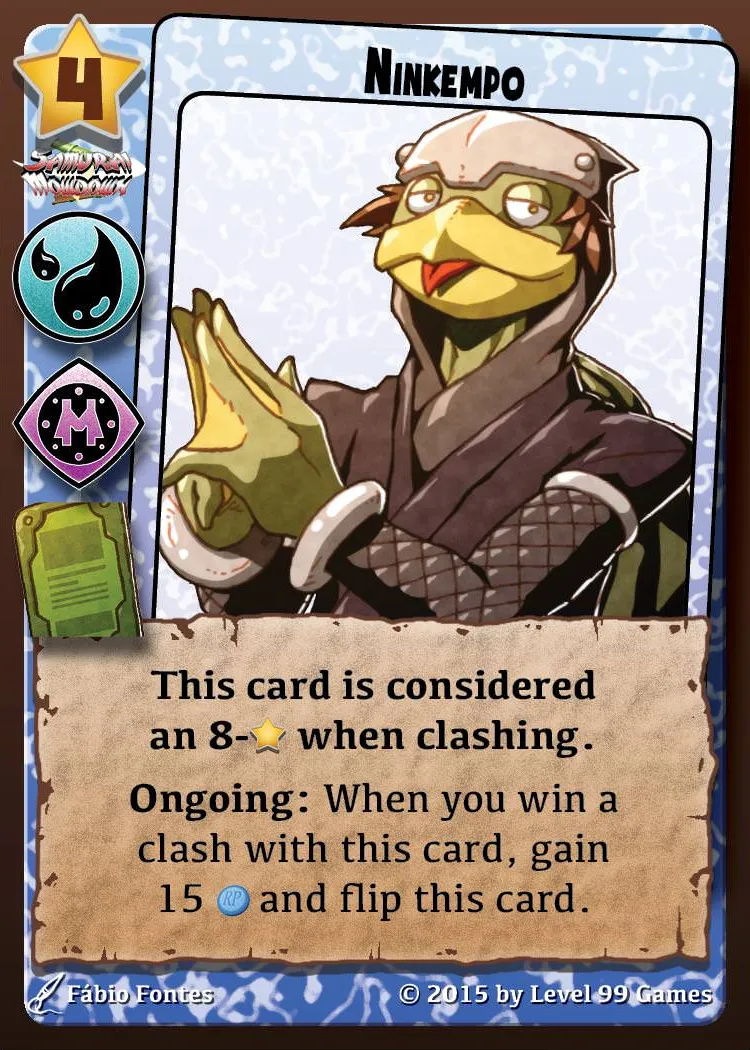 4
NINKEMPO
SAMURAI
M
This card is considered
an 8-⭐ when clashing.
Ongoing: When you win a
clash with this card, gain
15 RP and flip this card.
Fábio Fontes
© 2015 by Level 99 Games